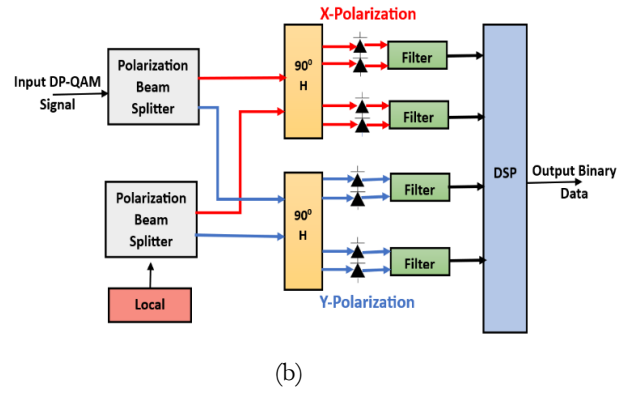 X-Polarization
Input DP-QAM
Signal
Polarization
Beam
Splitter
90⁰
H
Filter
Filter
Polarization
Beam
Splitter
90⁰
H
Filter
Filter
DSP
Output Binary
Data
Local
Y-Polarization
(b)